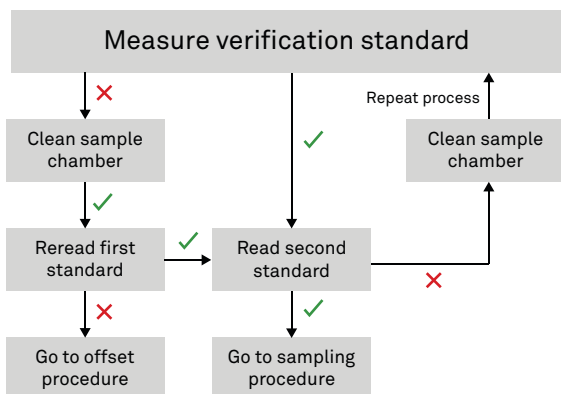 Measure verification standard
Repeat process
Clean sample
chamber
Clean sample
chamber
Reread first
standard
Read second
standard
Go to offset
procedure
Go to sampling
procedure